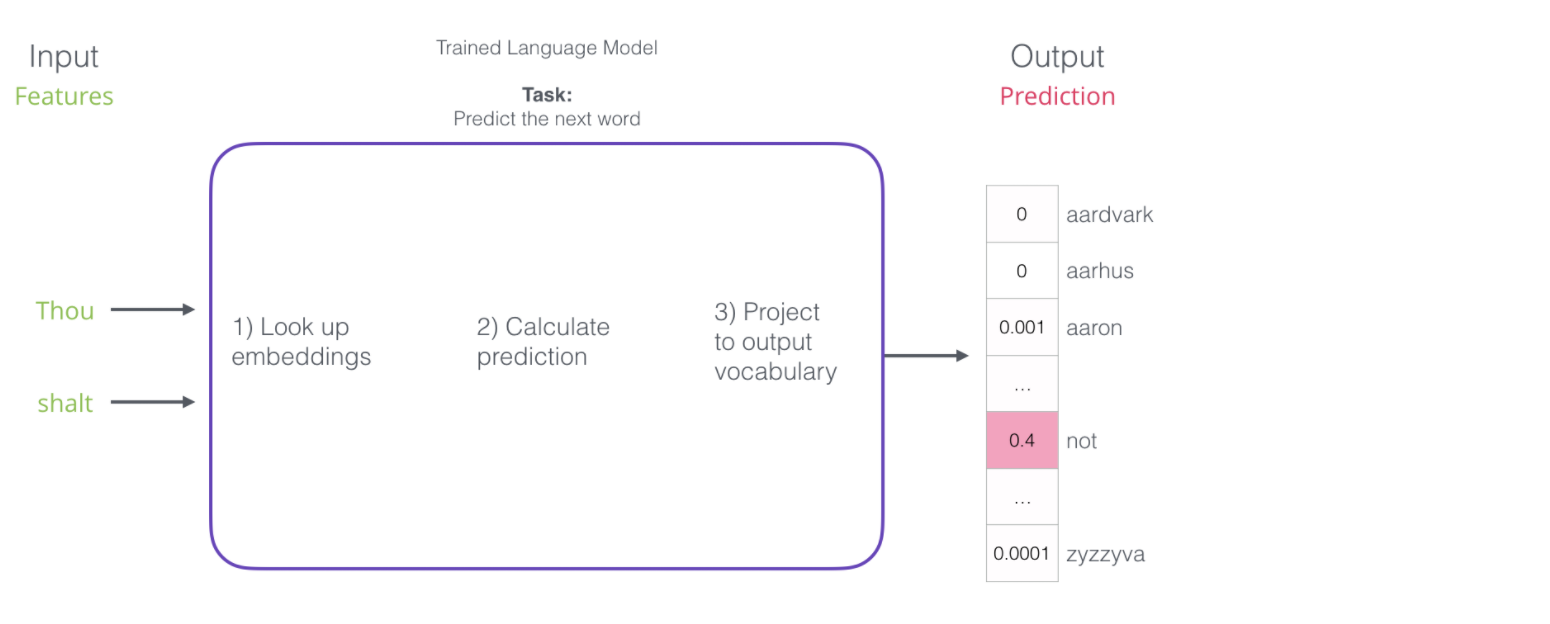 Input
Features
Trained Language Model
Task:
Predict the next word
Output
Prediction
Thou
shalt
1) Look up
embeddings
2) Calculate
prediction
3) Project
to output
vocabulary
0 aardvark
0 aarhus
0.001 aaron
...
0.4 not
...
0.0001 zyzzyva